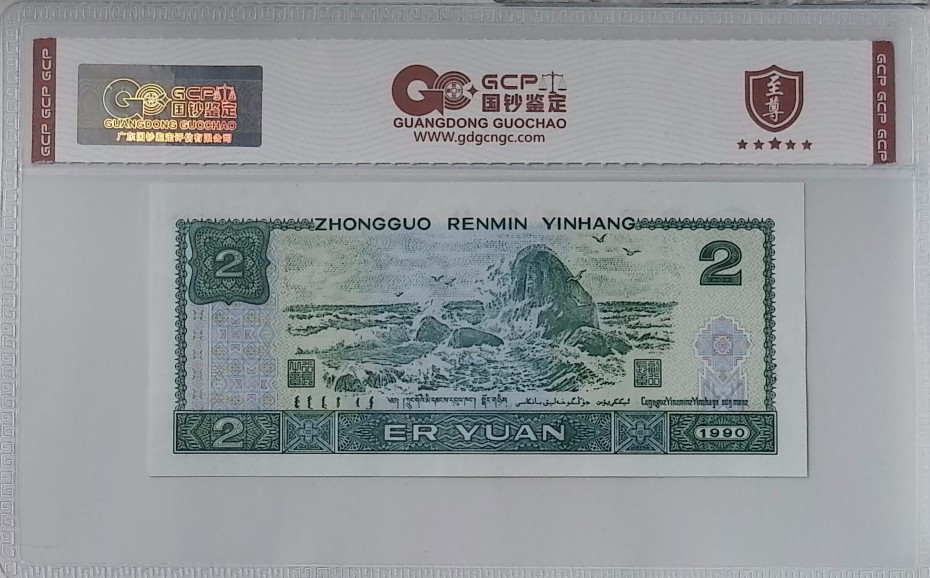 GCP GCP GCP
GCP
国钞鉴定
GUANGDONG GUOCHAO
广东国钞鉴定评估有限公司
GCP
国钞鉴定
GUANGDONG GUOCHAO
www.gdgcngc.com
至尊
GCP GCP GCP
ZHONGGUO RENMIN YINHANG
2
2
2
ER YUAN
1990